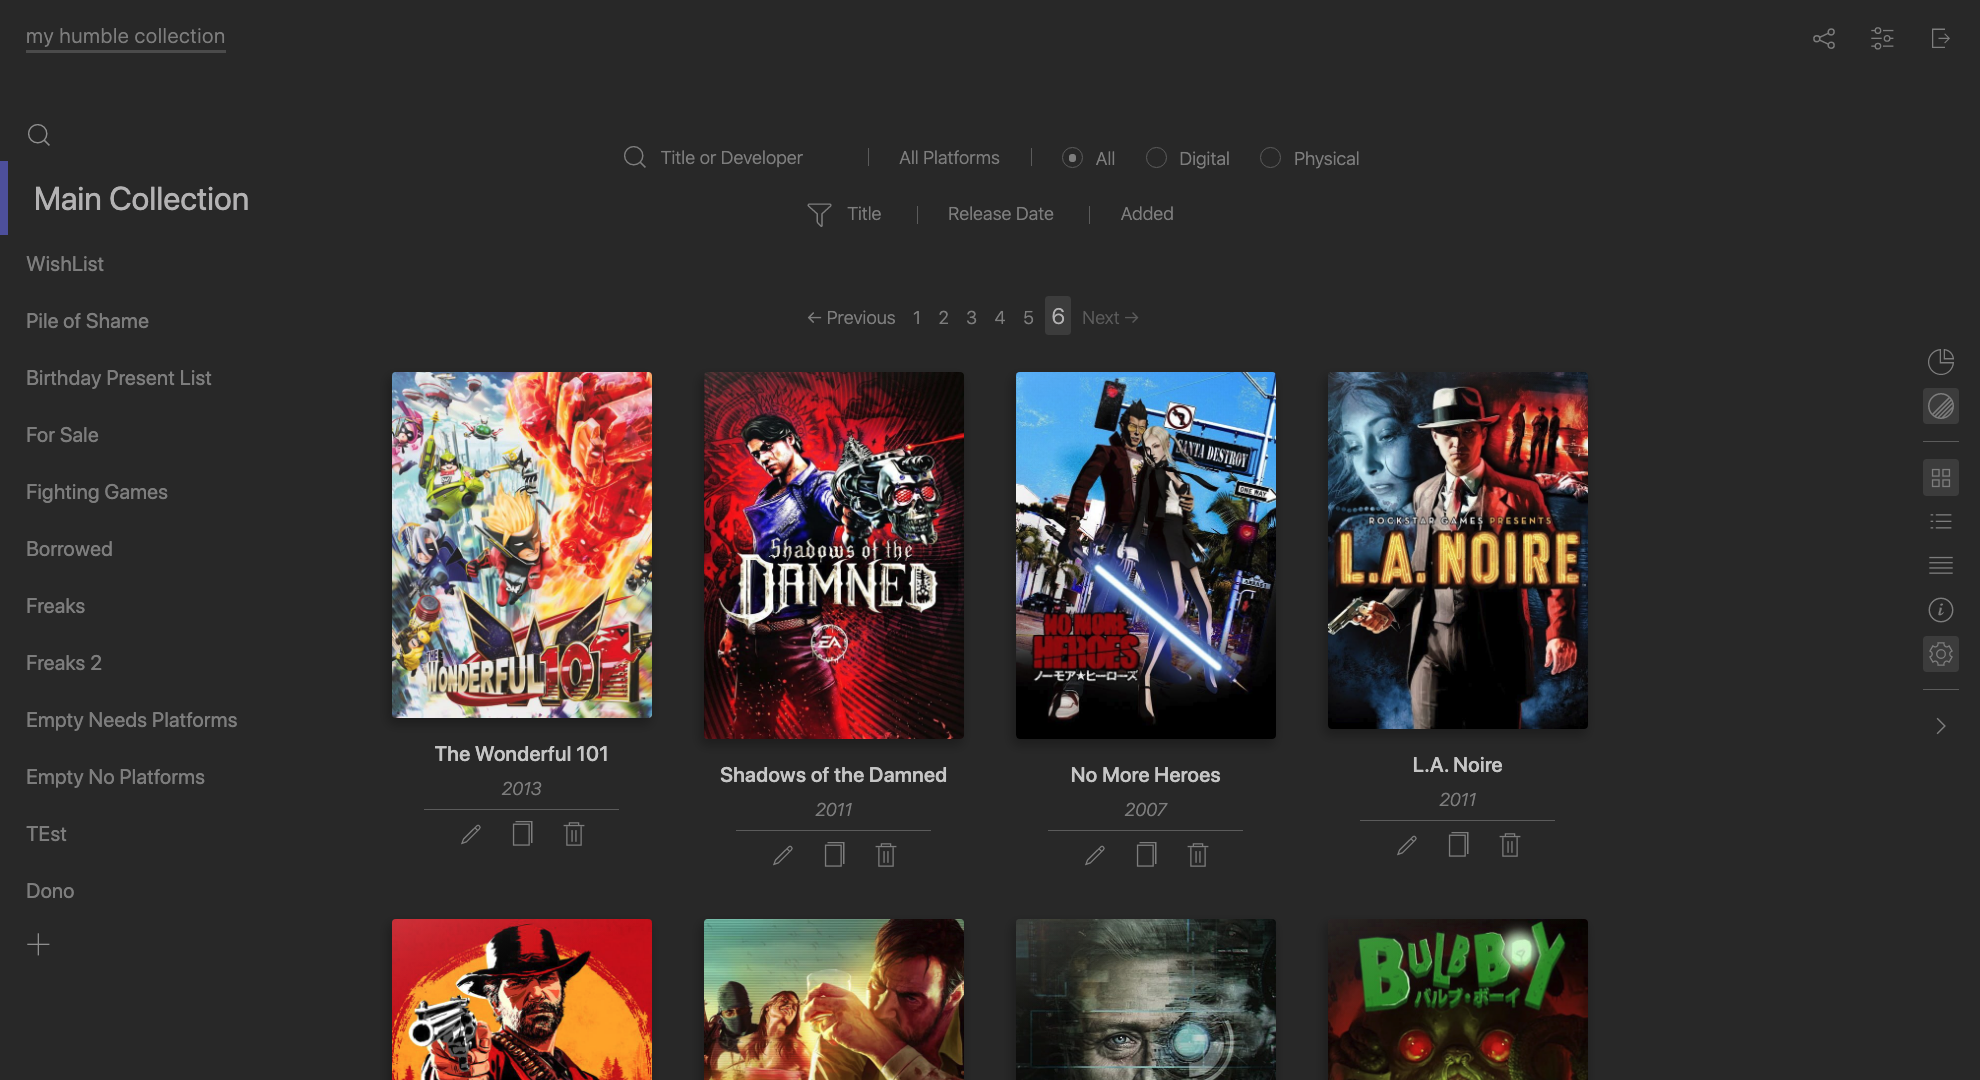 my humble collection
Title or Developer
All Platforms
All
Digital
Physical
Main Collection
Title
Release Date
Added
WishList
Pile of Shame
Birthday Present List
For Sale
Fighting Games
Borrowed
Freaks
Freaks 2
Empty Needs Platforms
Empty No Platforms
TEst
Dono
← Previous 1 2 3 4 5 6 Next →
THE
WONDERFUL 101
The Wonderful 101
2013
Shadows of the
DAMNED
EA
Shadows of the Damned
2011
SANTA DESTROY
ONE WAY
NO MORE
HEROES
ノーモア★ヒーローズ
No More Heroes
2007
ROCKSTAR GAMES PRESENTS
L.A. NOIRE
L.A. Noire
2011
BULB BOY
バルブ・ボーイ